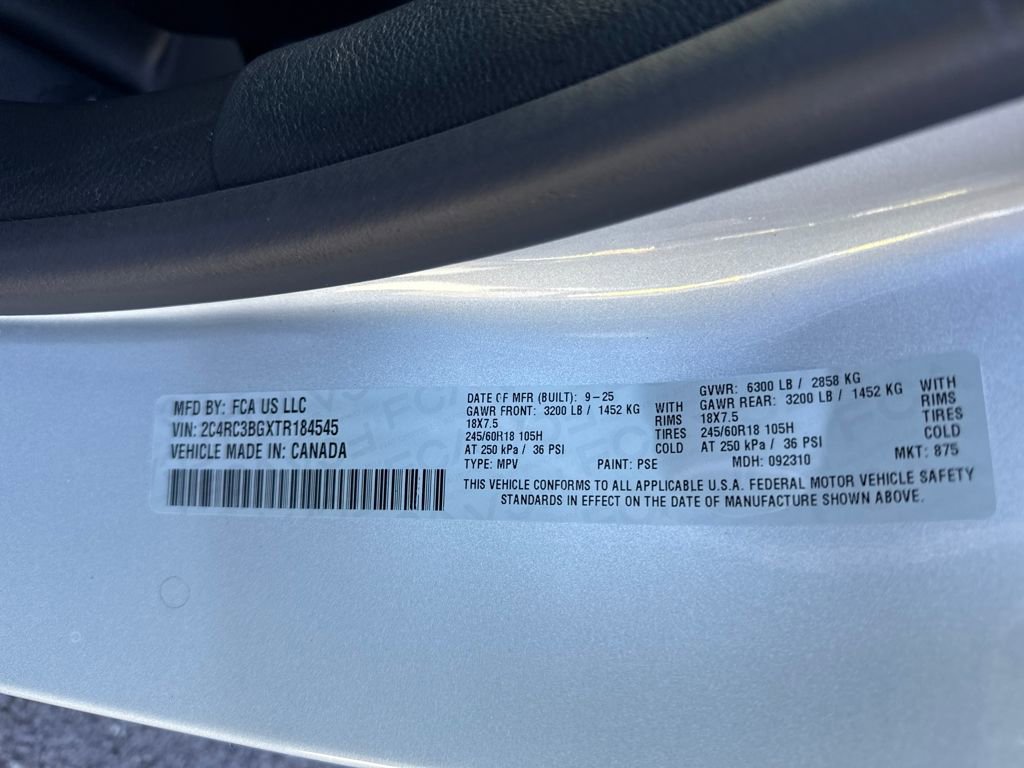 MFD BY: FCA US LLC
VIN: 2C4RC3BGXTR184545
VEHICLE MADE IN: CANADA
DATE OF MFR (BUILT): 9-25
GAWR FRONT: 3200 LB / 1452 KG WITH
18X7.5 RIMS
245/60R18 105H TIRES
AT 250 kPa / 36 PSI COLD
TYPE: MPV PAINT: PSE
GVWR: 6300 LB / 2858 KG
GAWR REAR: 3200 LB / 1452 KG WITH
18X7.5 RIMS
245/60R18 105H TIRES
AT 250 kPa / 36 PSI COLD
MDH: 092310 MKT: 875
THIS VEHICLE CONFORMS TO ALL APPLICABLE U.S.A. FEDERAL MOTOR VEHICLE SAFETY
STANDARDS IN EFFECT ON THE DATE OF MANUFACTURE SHOWN ABOVE.